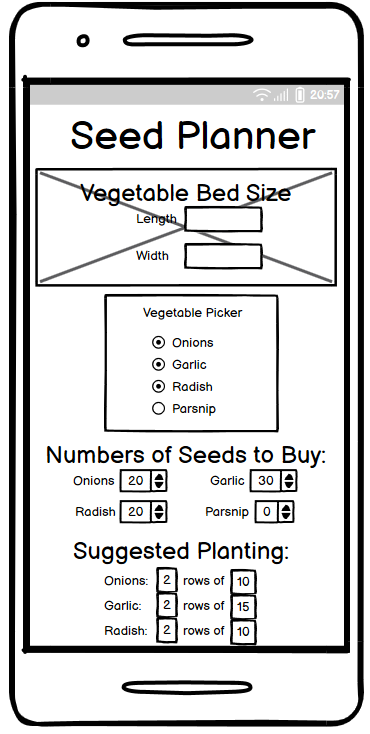 20:57
Seed Planner
Vegetable Bed Size
Length
Width
Vegetable Picker
Onions
Garlic
Radish
Parsnip
Numbers of Seeds to Buy:
Onions 20 Garlic 30
Radish 20 Parsnip 0
Suggested Planting:
Onions: 2 rows of 10
Garlic: 2 rows of 15
Radish: 2 rows of 10